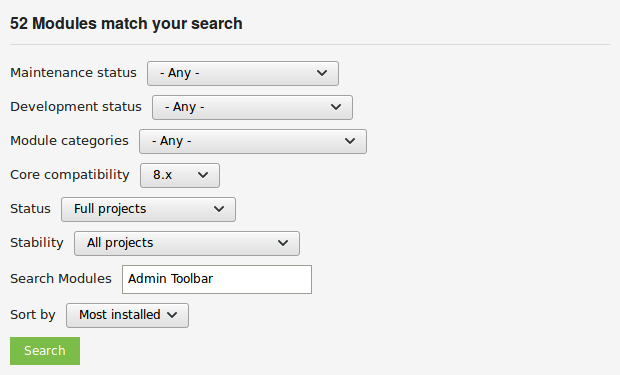 52 Modules match your search
Maintenance status - Any -
Development status - Any -
Module categories - Any -
Core compatibility 8.x
Status Full projects
Stability All projects
Search Modules Admin Toolbar
Sort by Most installed
Search